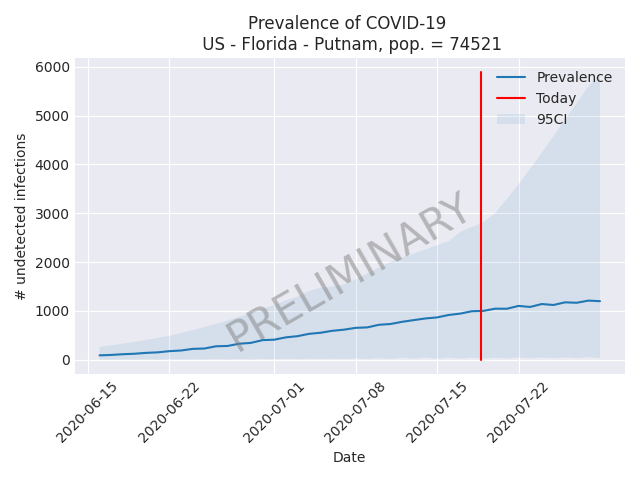 Prevalence of COVID-19
US - Florida - Putnam, pop. = 74521
6000
5000
4000
3000
2000
1000
0
# undetected infections
Prevalence
Today
95CI
PRELIMINARY
2020-06-15
2020-06-22
2020-07-01
2020-07-08
2020-07-15
2020-07-22
Date